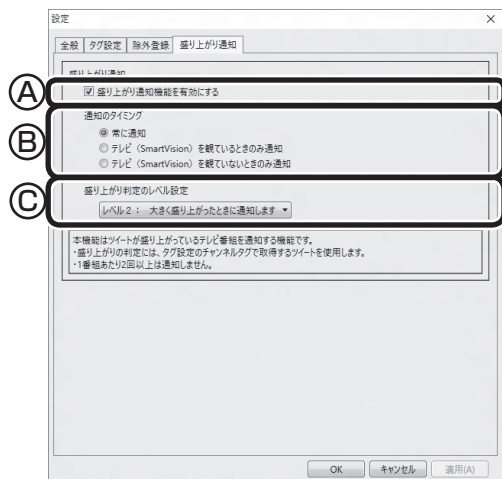 設定
全般 タグ設定 除外登録 盛り上がり通知
盛り上がり通知
Ⓐ
盛り上がり通知機能を有効にする
Ⓑ
通知のタイミング
常に通知
テレビ（SmartVision）を観ているときのみ通知
テレビ（SmartVision）を観ていないときのみ通知
Ⓒ
盛り上がり判定のレベル設定
レベル２： 大きく盛り上がったときに通知します
本機能はツイートが盛り上がっているテレビ番組を通知する機能です。
・盛り上がりの判定には、タグ設定のチャンネルタグで取得するツイートを使用します。
・1番組あたり2回以上は通知しません。
OK キャンセル 適用(A)